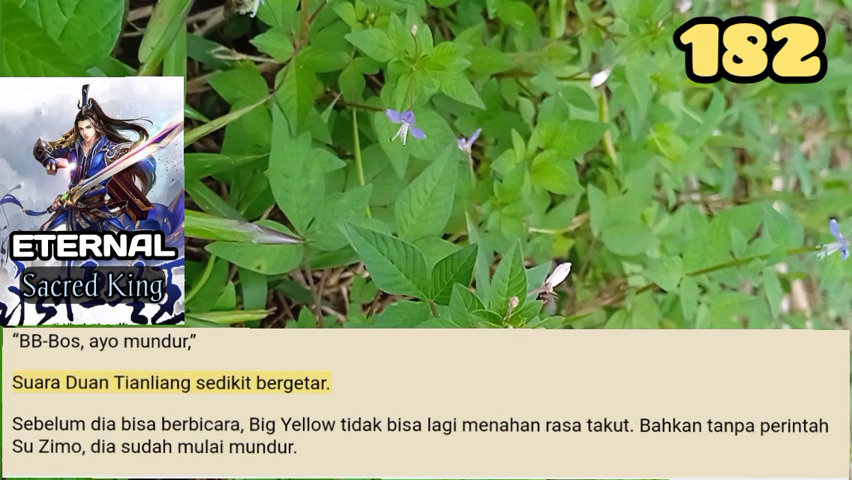 182
ETERNAL
Sacred King
“BB-Bos, ayo mundur,”
Suara Duan Tianliang sedikit bergetar.
Sebelum dia bisa berbicara, Big Yellow tidak bisa lagi menahan rasa takut. Bahkan tanpa perintah
Su Zimo, dia sudah mulai mundur.